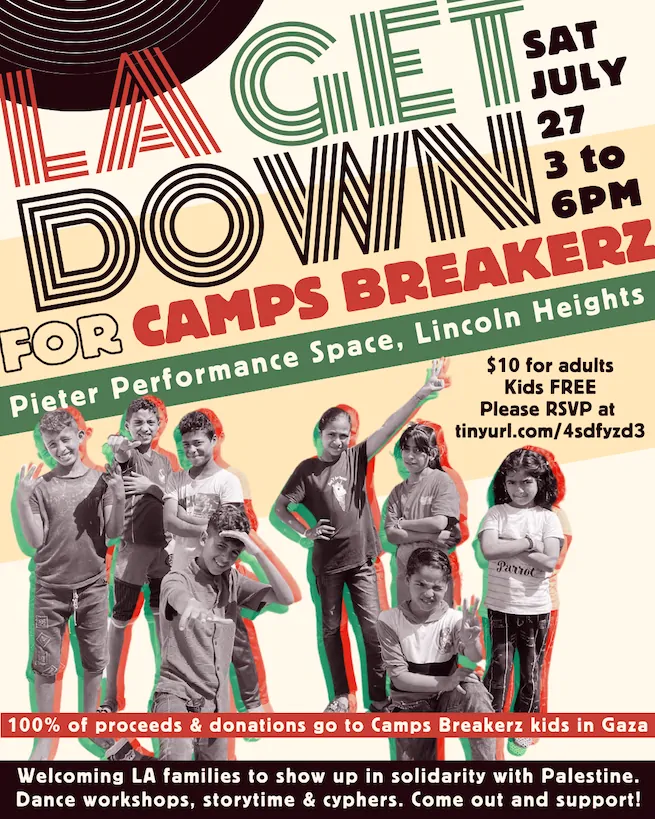 LA GET
DOWN
SAT
JULY
27
3 to
6PM
FOR CAMPS BREAKERZ
Pieter Performance Space, Lincoln Heights
$10 for adults
Kids FREE
Please RSVP at
tinyurl.com/4sdfyzd3
Parrot
100% of proceeds & donations go to Camps Breakerz kids in Gaza
Welcoming LA families to show up in solidarity with Palestine.
Dance workshops, storytime & cyphers. Come out and support!